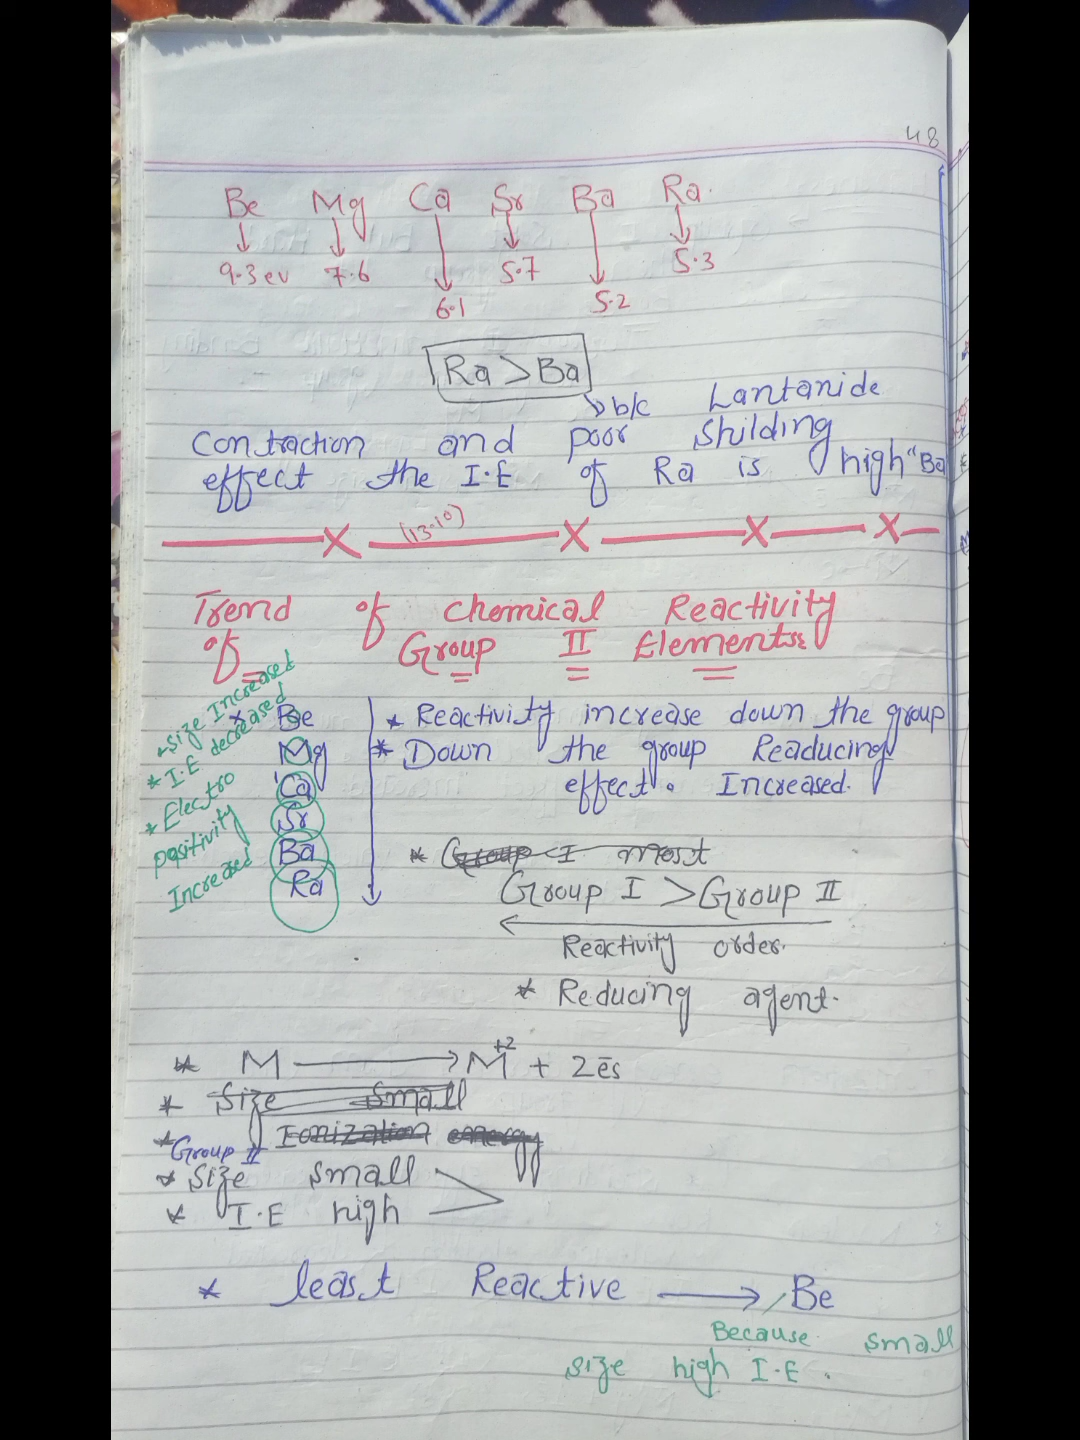 48
Be Mg Ca Sr Ba Ra.
9.3 ev 7.6 6.1 5.7 5.2 5.3
Ra > Ba
b/c Lantanide
Contraction and poor Shilding
effect the I.E of Ra is high "Ba
(13.10)
Trend of Chemical Reactivity
of Group II Elements
Size Increased
* I.E decreased
* Electro
positivity
Increased
Be
Mg
Ca
Sr
Ba
Ra
* Reactivity increase down the group
* Down the group Readucing
effect. Increased.
* Group I most
Group I > Group II
Reactivity order.
* Reducing agent.
* M → M+2 + 2ēs
* Size Small
* Ionization energy
Group II
* Size small
* I.E high
* least Reactive → Be
Because small
size high I.E.